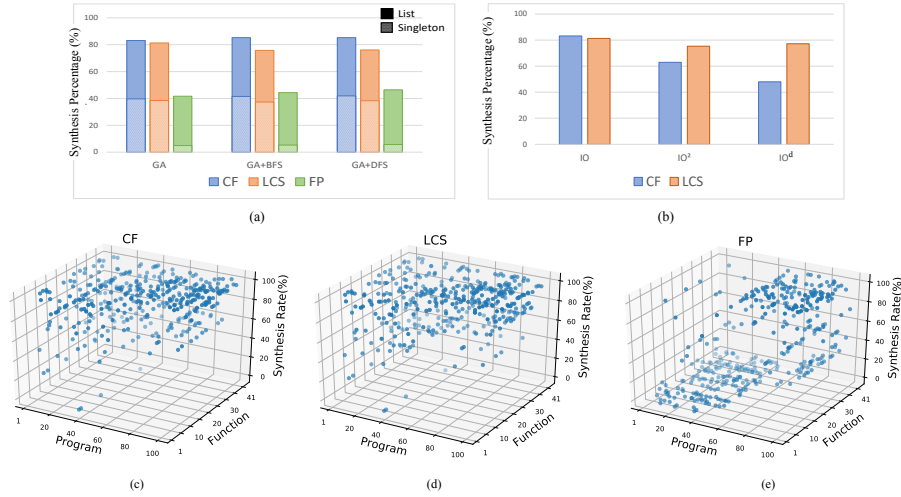 List
Singleton
Synthesis Percentage (%)
100
80
60
40
20
0
GA
GA+BFS
GA+DFS
CF
LCS
FP
(a)
Synthesis Percentage (%)
100
80
60
40
20
0
IO
IO²
IOᵈ
CF
LCS
(b)
CF
Synthesis Rate(%)
100
80
60
40
20
0
1
20
40
60
80
100
Program
1
10
20
30
41
Function
(c)
LCS
Synthesis Rate(%)
100
80
60
40
20
0
1
20
40
60
80
100
Program
1
10
20
30
41
Function
(d)
FP
Synthesis Rate(%)
100
80
60
40
20
0
1
20
40
60
80
100
Program
1
10
20
30
41
Function
(e)